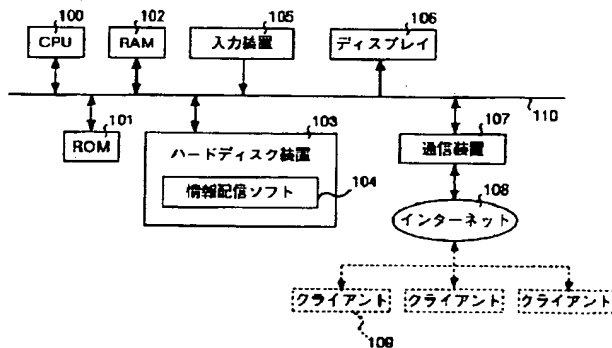 100
CPU
102
RAM
105
入力装置
106
ディスプレイ
110
101
ROM
103
ハードディスク装置
情報配信ソフト
104
107
通信装置
108
インターネット
クライアント
クライアント
クライアント
109